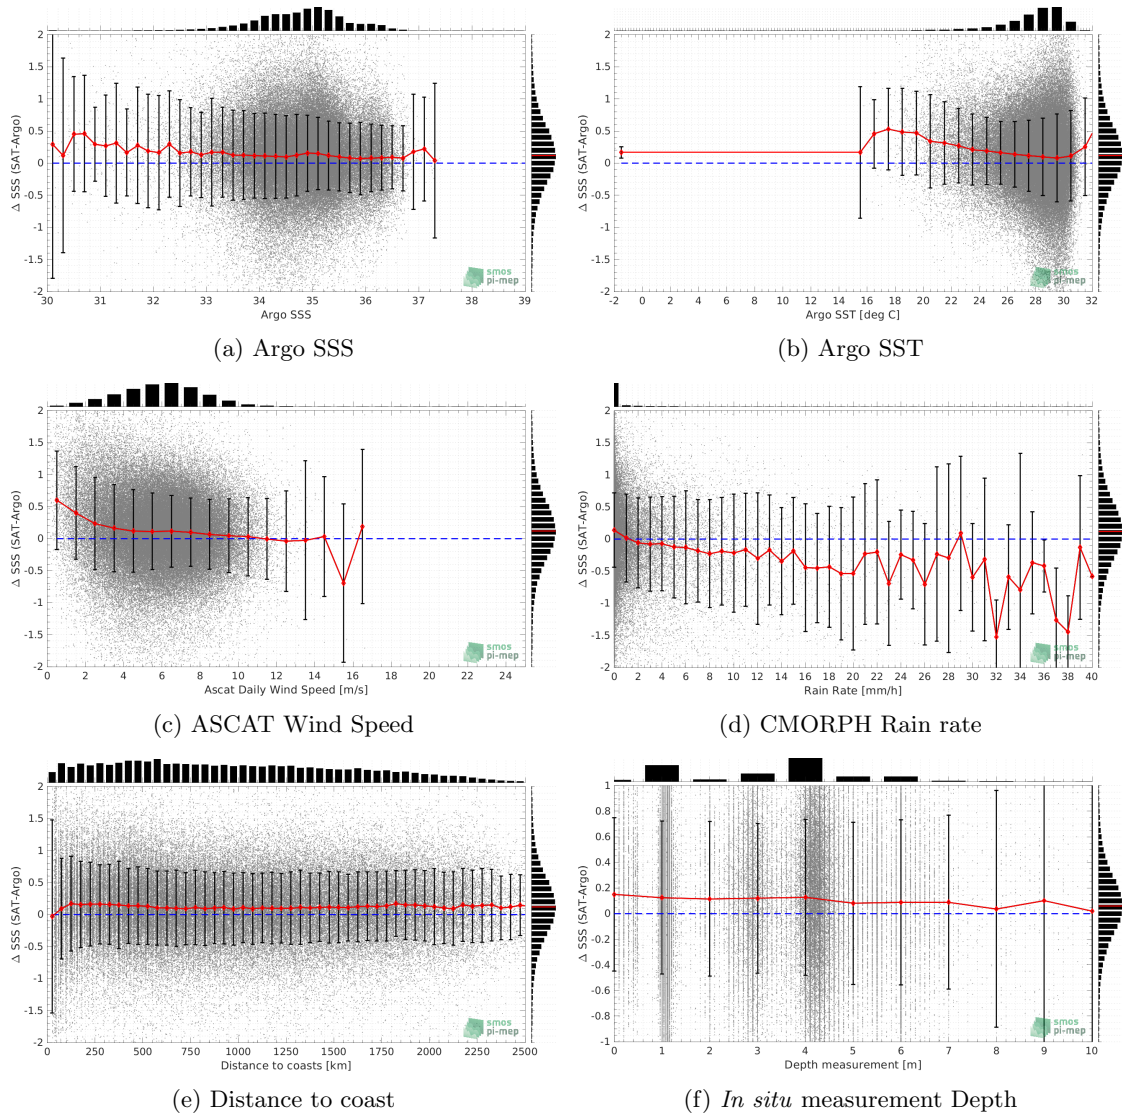 2
1.5
1
0.5
0
-0.5
-1
-1.5
-2
Δ SSS (SAT-Argo)
30 31 32 33 34 35 36 37 38 39
Argo SSS
smos
pi-mep
(a) Argo SSS
2
1.5
1
0.5
0
-0.5
-1
-1.5
-2
Δ SSS (SAT-Argo)
-2 0 2 4 6 8 10 12 14 16 18 20 22 24 26 28 30 32
Argo SST [deg C]
smos
pi-mep
(b) Argo SST
2
1.5
1
0.5
0
-0.5
-1
-1.5
-2
Δ SSS (SAT-Argo)
0 2 4 6 8 10 12 14 16 18 20 22 24
Ascat Daily Wind Speed [m/s]
smos
pi-mep
(c) ASCAT Wind Speed
2
1.5
1
0.5
0
-0.5
-1
-1.5
-2
Δ SSS (SAT-Argo)
0 2 4 6 8 10 12 14 16 18 20 22 24 26 28 30 32 34 36 38 40
Rain Rate [mm/h]
smos
pi-mep
(d) CMORPH Rain rate
2
1.5
1
0.5
0
-0.5
-1
-1.5
-2
Δ SSS (SAT-Argo)
0 250 500 750 1000 1250 1500 1750 2000 2250 2500
Distance to coasts [km]
smos
pi-mep
(e) Distance to coast
1
0.8
0.6
0.4
0.2
0
-0.2
-0.4
-0.6
-0.8
-1
Δ SSS (SAT-Argo)
0 1 2 3 4 5 6 7 8 9 10
Depth measurement [m]
smos
pi-mep
(f) In situ measurement Depth